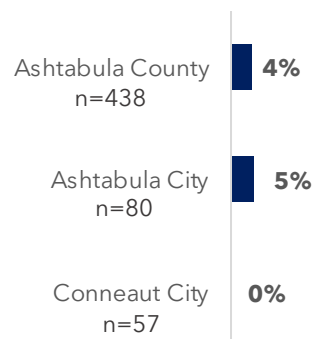 Ashtabula County 4%
n=438
Ashtabula City 5%
n=80
Conneaut City 0%
n=57